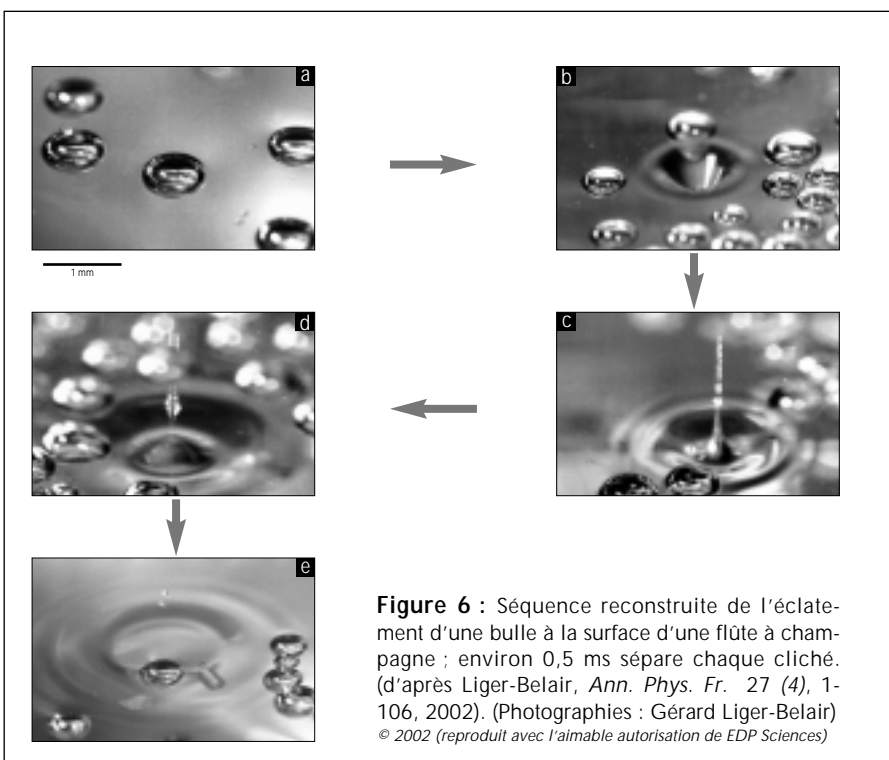 a
b
1 mm
d
c
e
Figure 6 : Séquence reconstruite de l'éclate-
ment d'une bulle à la surface d'une flûte à cham-
pagne ; environ 0,5 ms sépare chaque cliché.
(d'après Liger-Belair, Ann. Phys. Fr. 27 (4), 1-
106, 2002). (Photographies : Gérard Liger-Belair)
© 2002 (reproduit avec l'aimable autorisation de EDP Sciences)